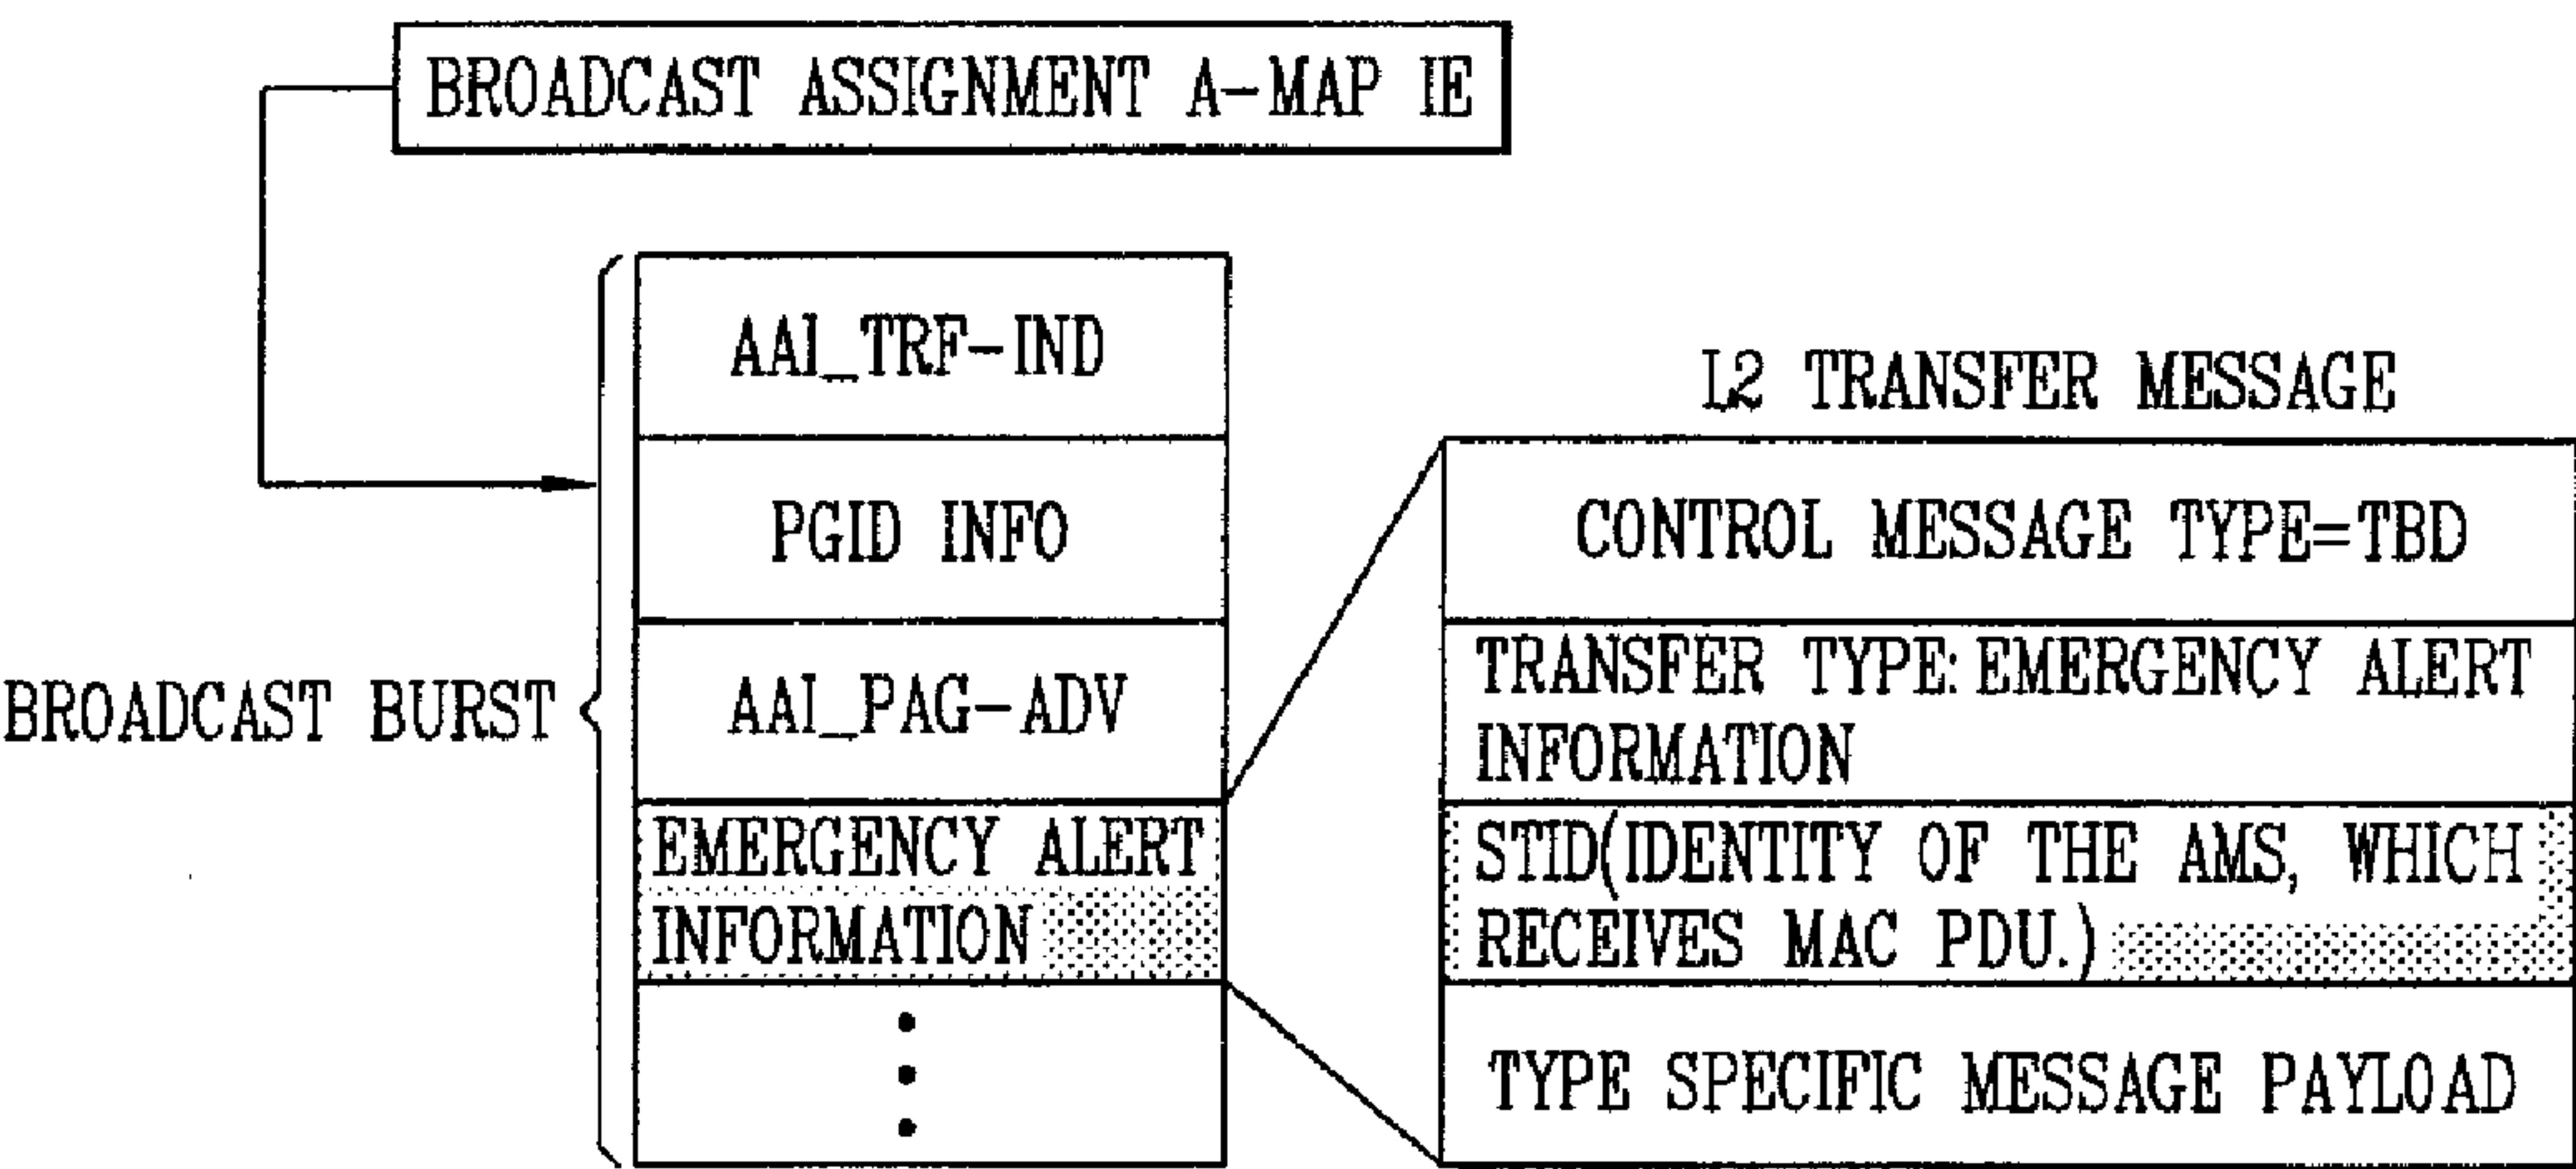 BROADCAST ASSIGNMENT A-MAP IE
AAI_TRF-IND
PGID INFO
AAI_PAG-ADV
EMERGENCY ALERT
INFORMATION
BROADCAST BURST
L2 TRANSFER MESSAGE
CONTROL MESSAGE TYPE=TBD
TRANSFER TYPE: EMERGENCY ALERT
INFORMATION
STID(IDENTITY OF THE AMS, WHICH
RECEIVES MAC PDU.)
TYPE SPECIFIC MESSAGE PAYLOAD